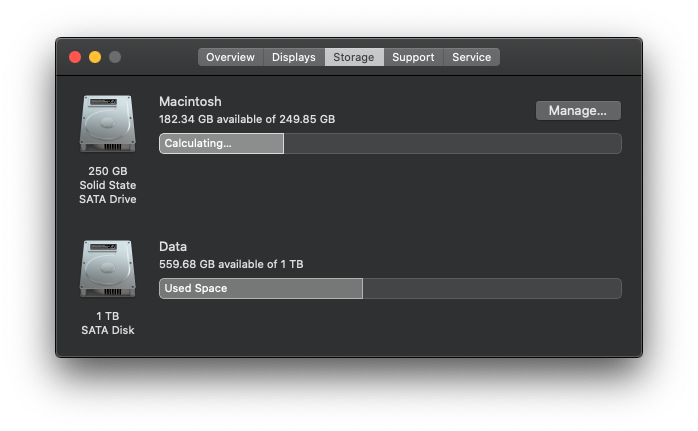 Overview Displays Storage Support Service
Macintosh
182.34 GB available of 249.85 GB
Manage...
Calculating...
250 GB
Solid State
SATA Drive
Data
559.68 GB available of 1 TB
Used Space
1 TB
SATA Disk